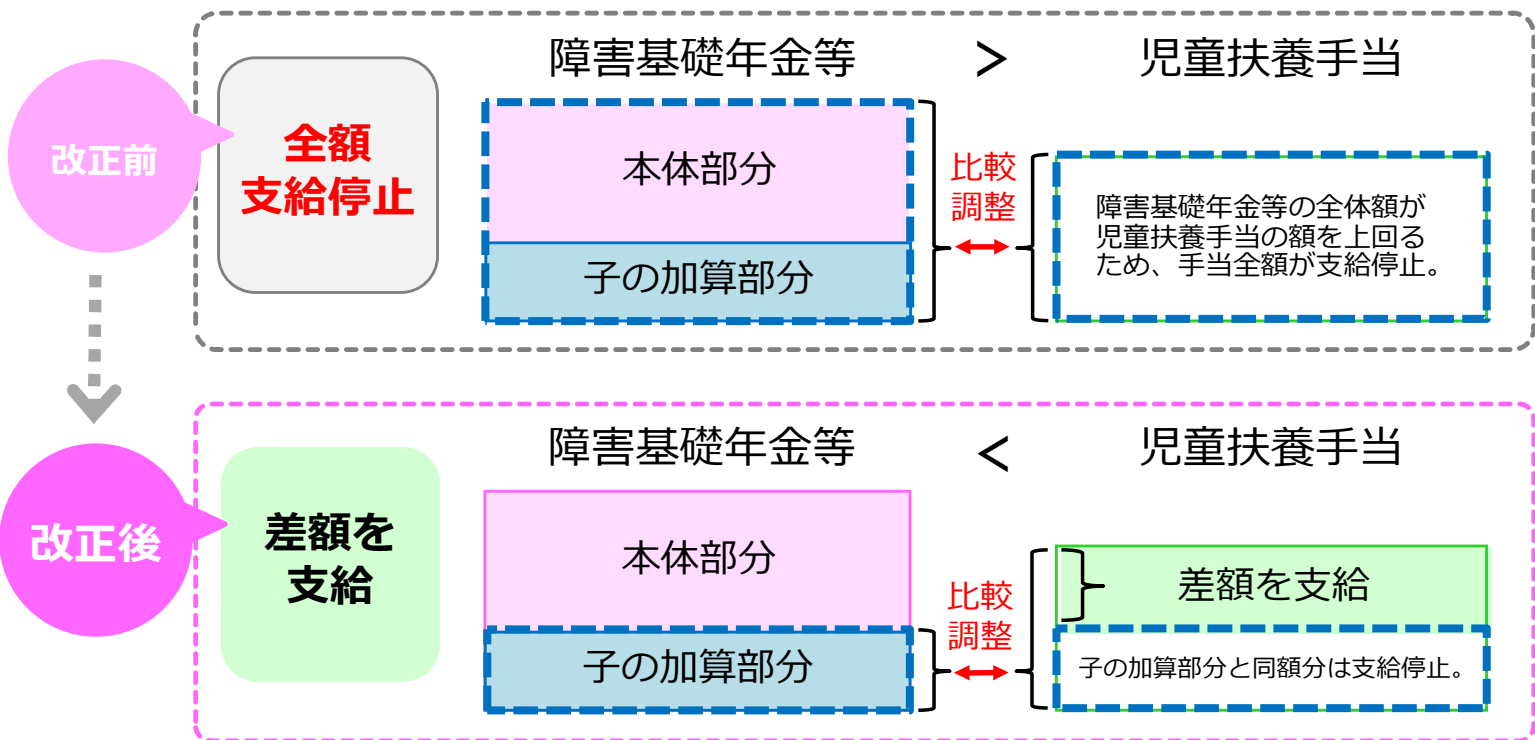 改正前
全額
支給停止
障害基礎年金等 > 児童扶養手当
本体部分
子の加算部分
比較
調整
障害基礎年金等の全体額が
児童扶養手当の額を上回る
ため、手当全額が支給停止。
改正後
差額を
支給
障害基礎年金等 < 児童扶養手当
本体部分
子の加算部分
比較
調整
差額を支給
子の加算部分と同額分は支給停止。